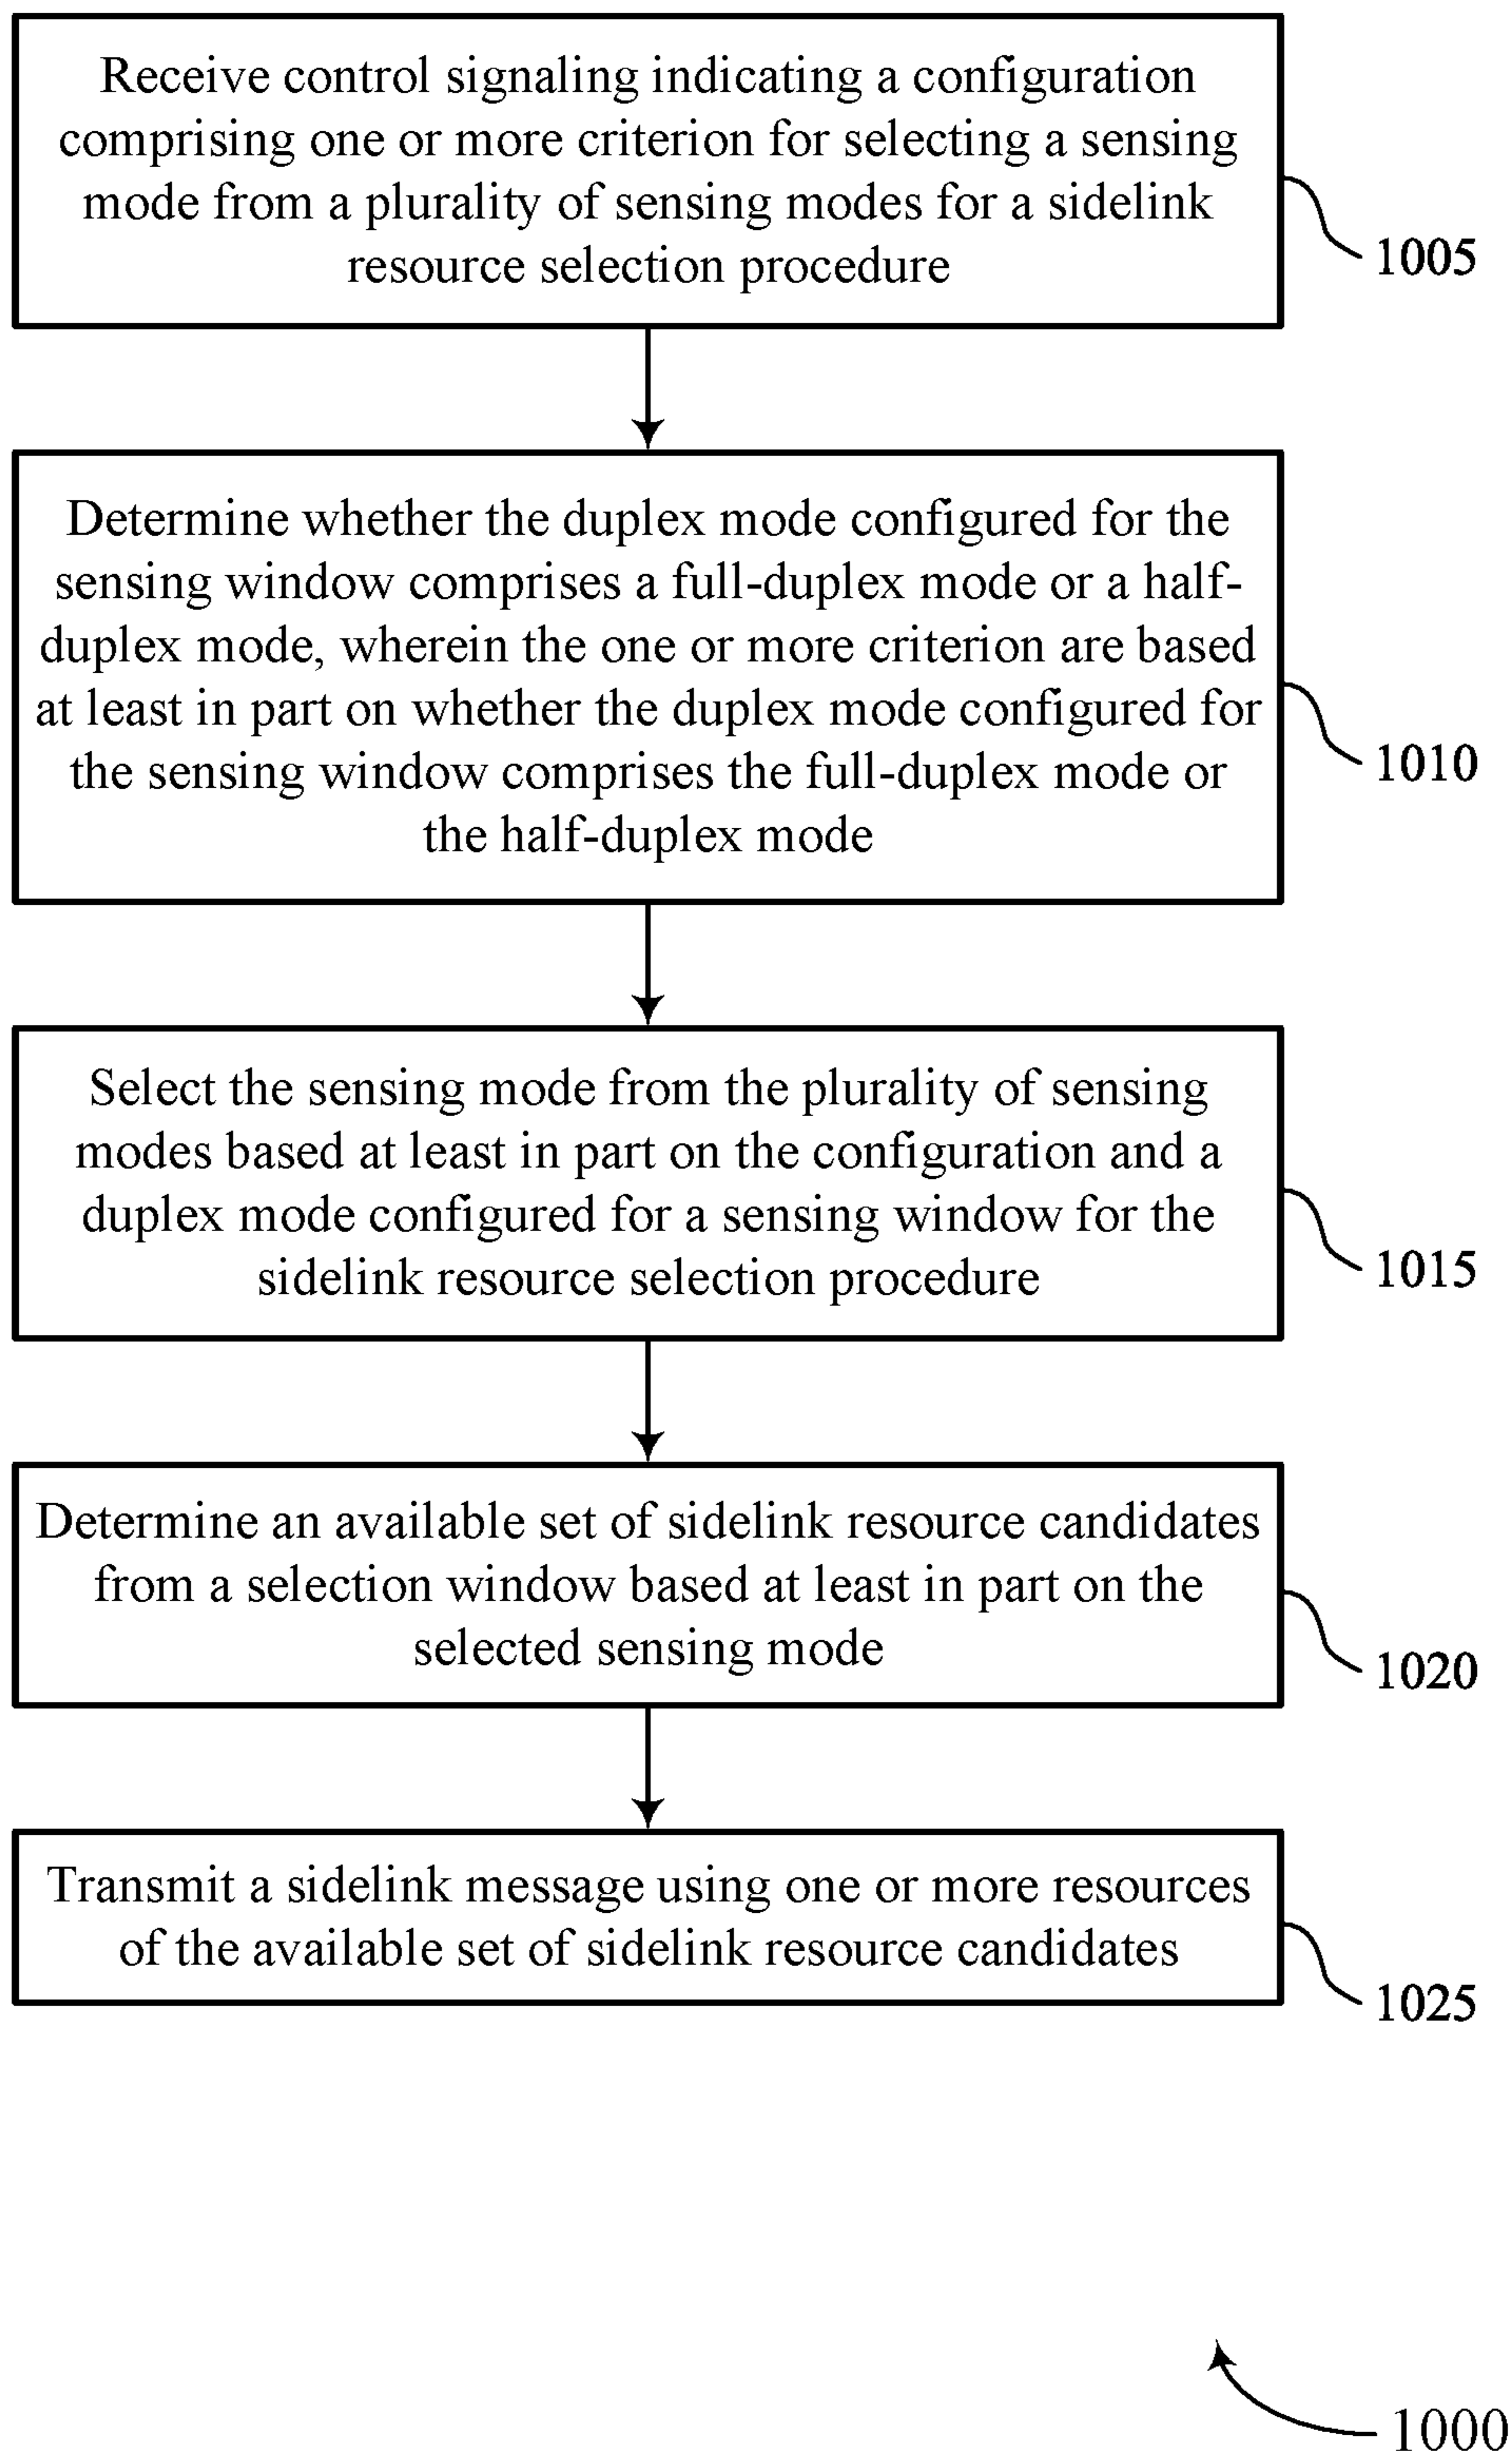 Receive control signaling indicating a configuration
comprising one or more criterion for selecting a sensing
mode from a plurality of sensing modes for a sidelink
resource selection procedure
1005
Determine whether the duplex mode configured for the
sensing window comprises a full-duplex mode or a half-
duplex mode, wherein the one or more criterion are based
at least in part on whether the duplex mode configured for
the sensing window comprises the full-duplex mode or
the half-duplex mode
1010
Select the sensing mode from the plurality of sensing
modes based at least in part on the configuration and a
duplex mode configured for a sensing window for the
sidelink resource selection procedure
1015
Determine an available set of sidelink resource candidates
from a selection window based at least in part on the
selected sensing mode
1020
Transmit a sidelink message using one or more resources
of the available set of sidelink resource candidates
1025
1000